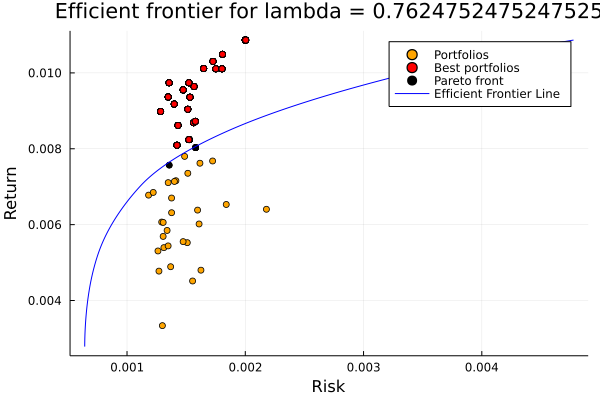 Efficient frontier for lambda = 0.7624752475247525
Portfolios
Best portfolios
Pareto front
Efficient Frontier Line
Return
0.010
0.008
0.006
0.004
0.001 0.002 0.003 0.004
Risk